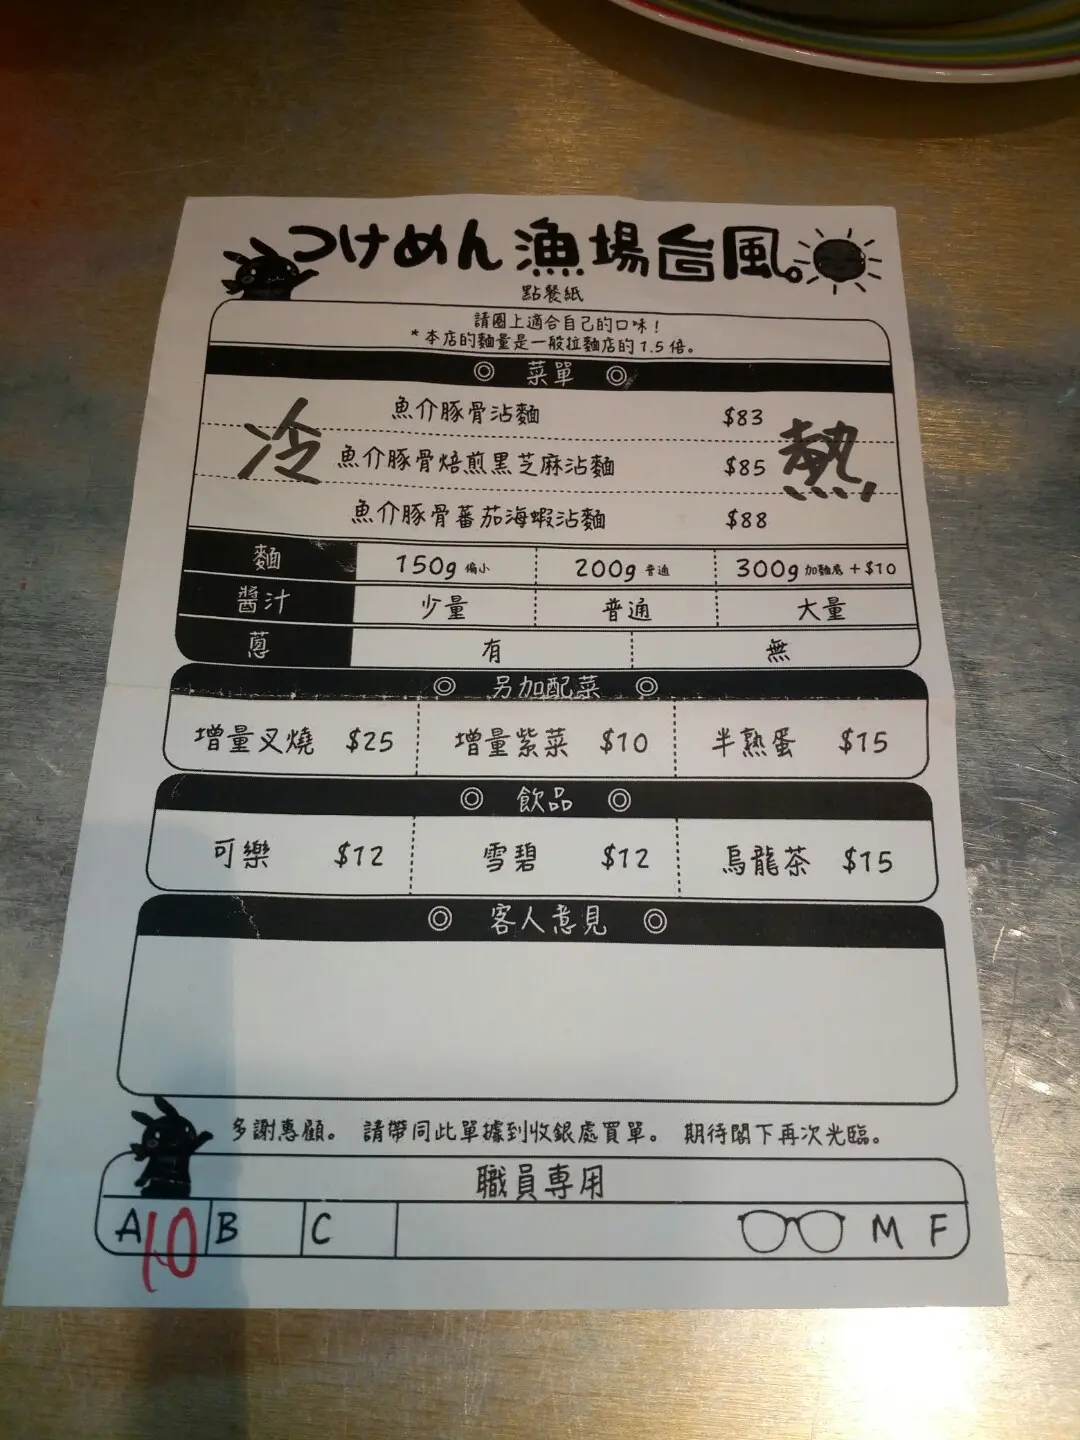 つけめん漁場台風。
點餐紙
請圈上適合自己的口味！
*本店的麵量是一般拉麵店的1.5倍。
◎ 菜單 ◎
冷
熱
魚介豚骨沾麵 $83
魚介豚骨焙煎黑芝麻沾麵 $85
魚介豚骨蕃茄海蝦沾麵 $88
麵 150g 偏小 200g 普通 300g 加麵底 +$10
醬汁 少量 普通 大量
蔥 有 無
◎ 另加配菜 ◎
增量叉燒 $25 增量紫菜 $10 半熟蛋 $15
◎ 飲品 ◎
可樂 $12 雪碧 $12 烏龍茶 $15
◎ 客人意見 ◎
多謝惠顧。 請帶同此單據到收銀處買單。 期待閣下再次光臨。
職員専用
A 10 B C M F